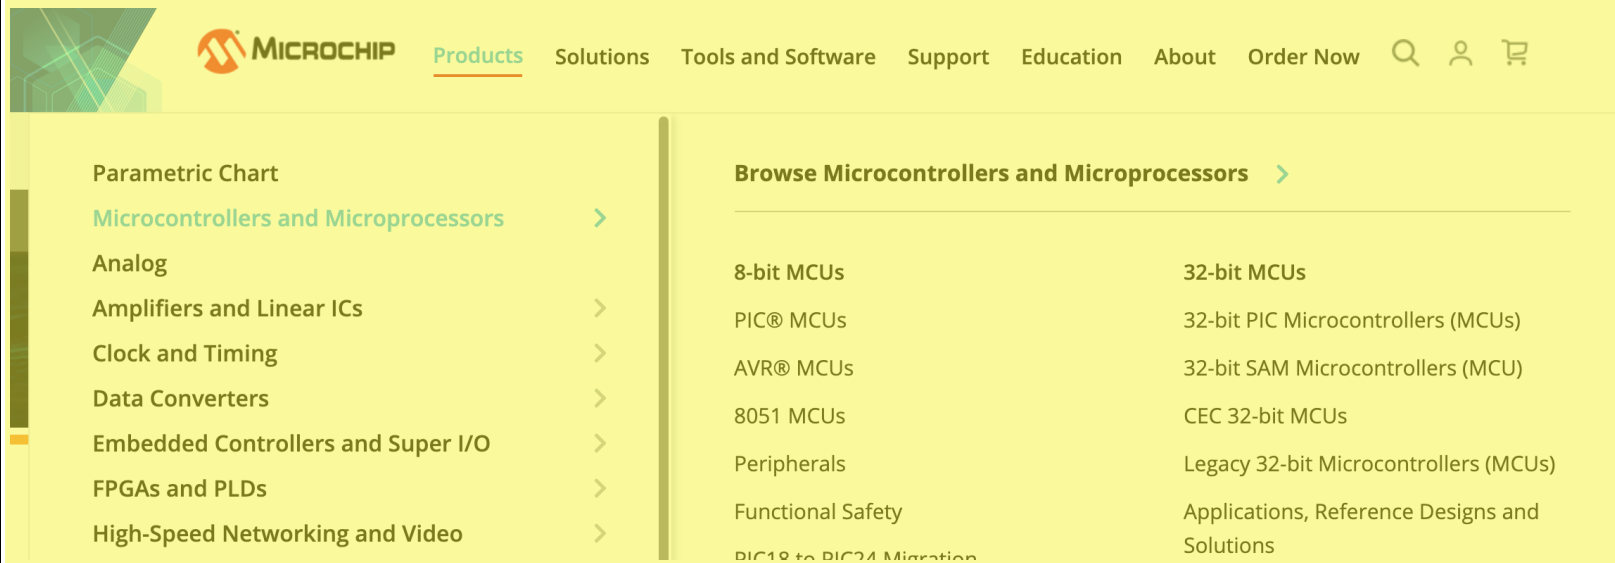 MICROCHIP
Products
Solutions
Tools and Software
Support
Education
About
Order Now
Parametric Chart
Microcontrollers and Microprocessors
Analog
Amplifiers and Linear ICs
Clock and Timing
Data Converters
Embedded Controllers and Super I/O
FPGAs and PLDs
High-Speed Networking and Video
Browse Microcontrollers and Microprocessors
8-bit MCUs
PIC® MCUs
AVR® MCUs
8051 MCUs
Peripherals
Functional Safety
PIC18 to PIC24 Migration
32-bit MCUs
32-bit PIC Microcontrollers (MCUs)
32-bit SAM Microcontrollers (MCU)
CEC 32-bit MCUs
Legacy 32-bit Microcontrollers (MCUs)
Applications, Reference Designs and
Solutions